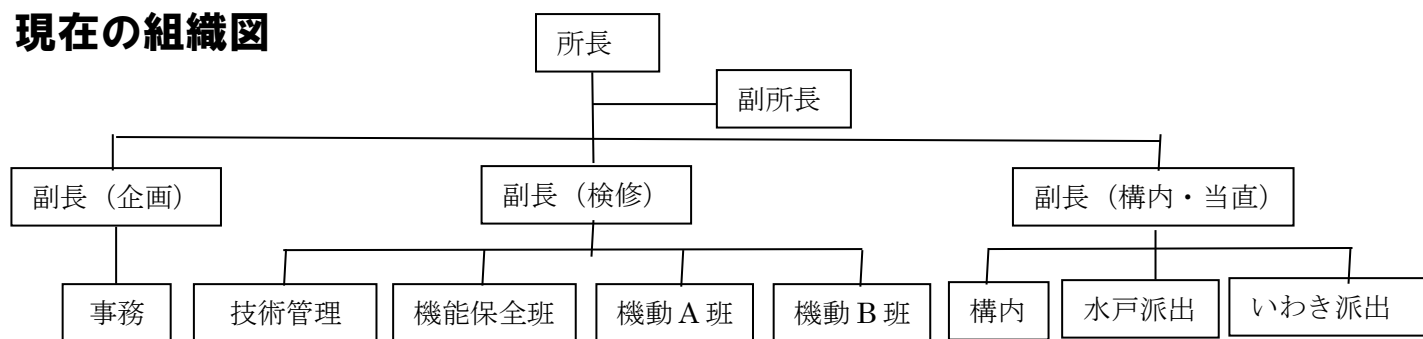 現在の組織図
所長
副所長
副長（企画）
副長（検修）
副長（構内・当直）
事務
技術管理
機能保全班
機動A班
機動B班
構内
水戸派出
いわき派出